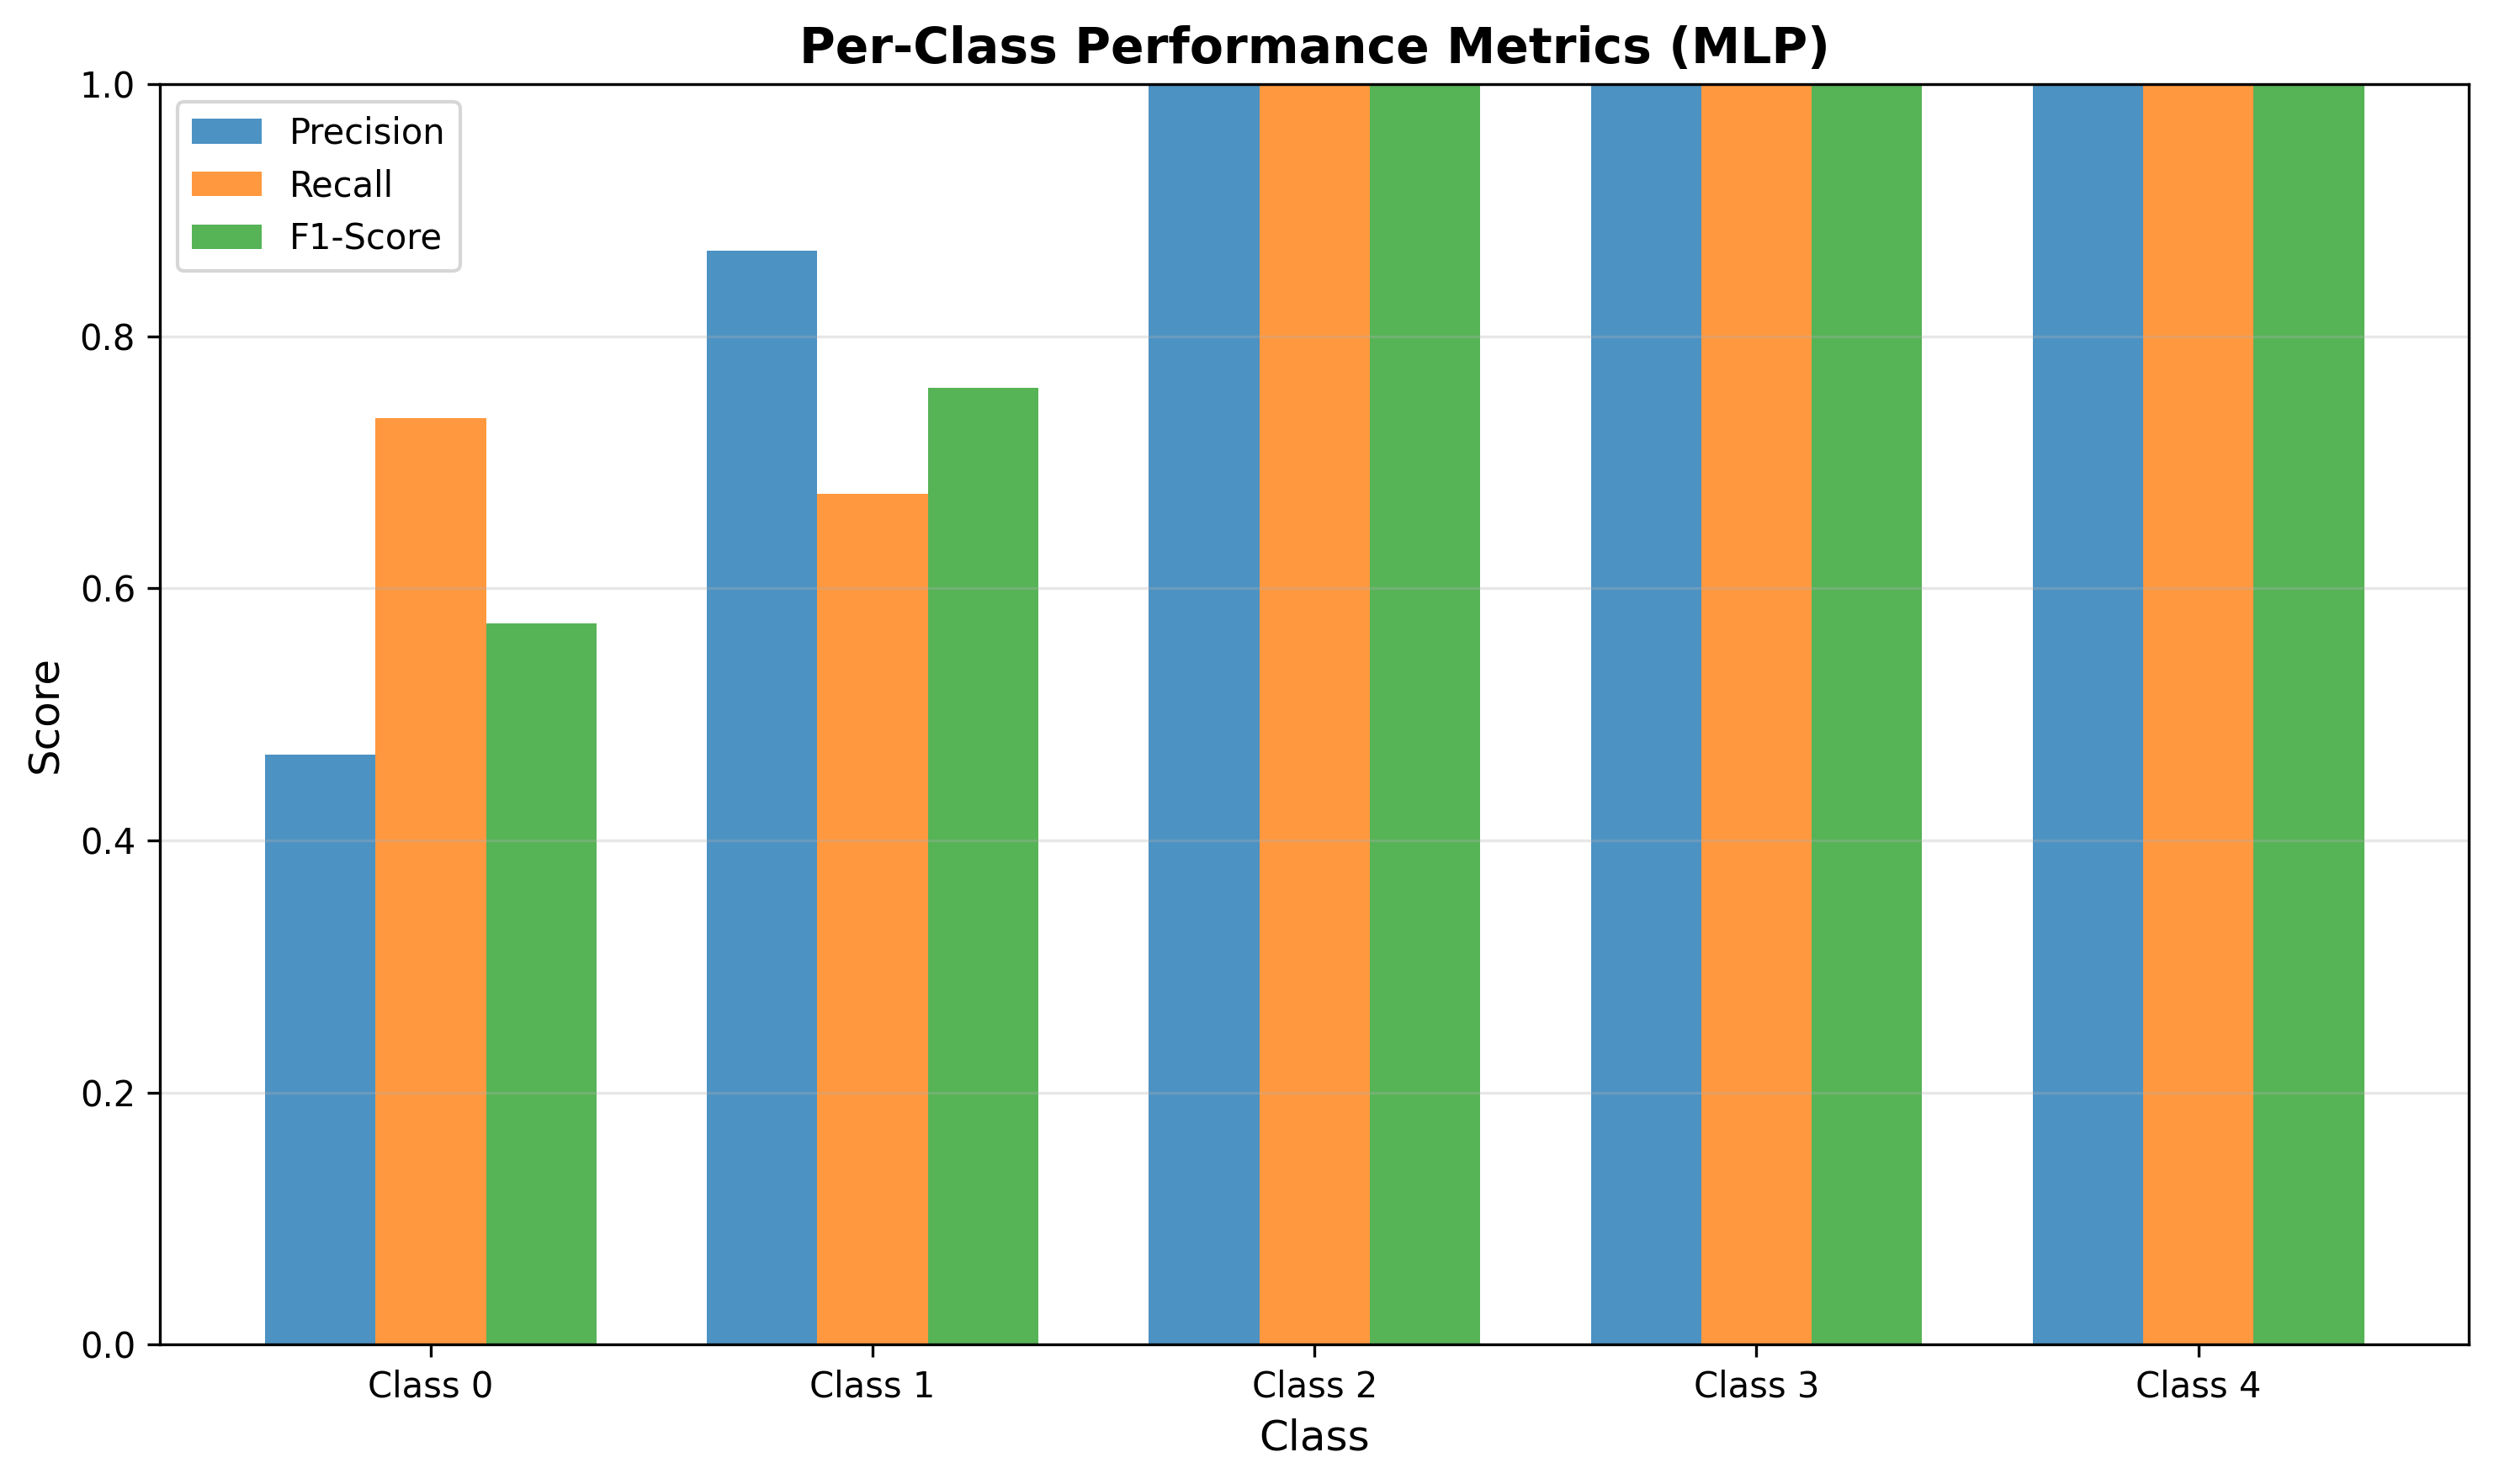 Per-Class Performance Metrics (MLP)
1.0
0.8
0.6
0.4
0.2
0.0
Score
Precision
Recall
F1-Score
Class 0
Class 1
Class 2
Class 3
Class 4
Class